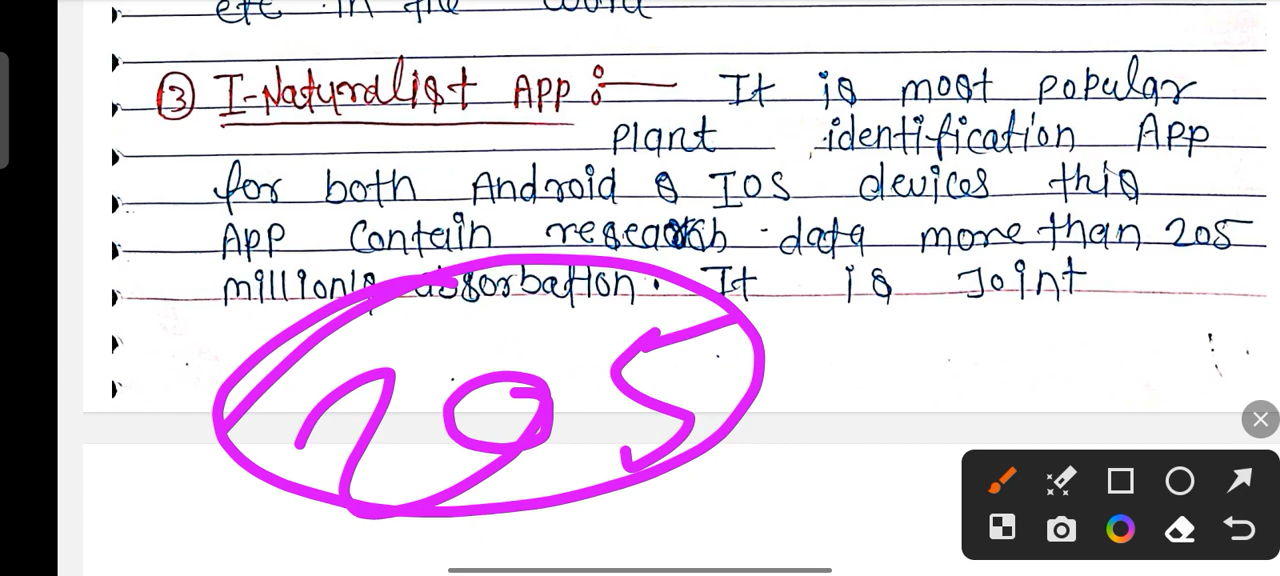 etc in the world
③ I-Naturalist App :— It is most popular
Plant identification App
for both Android & IOS devices this
App Contain research data more than 205
million's absorbation. It is Joint
205